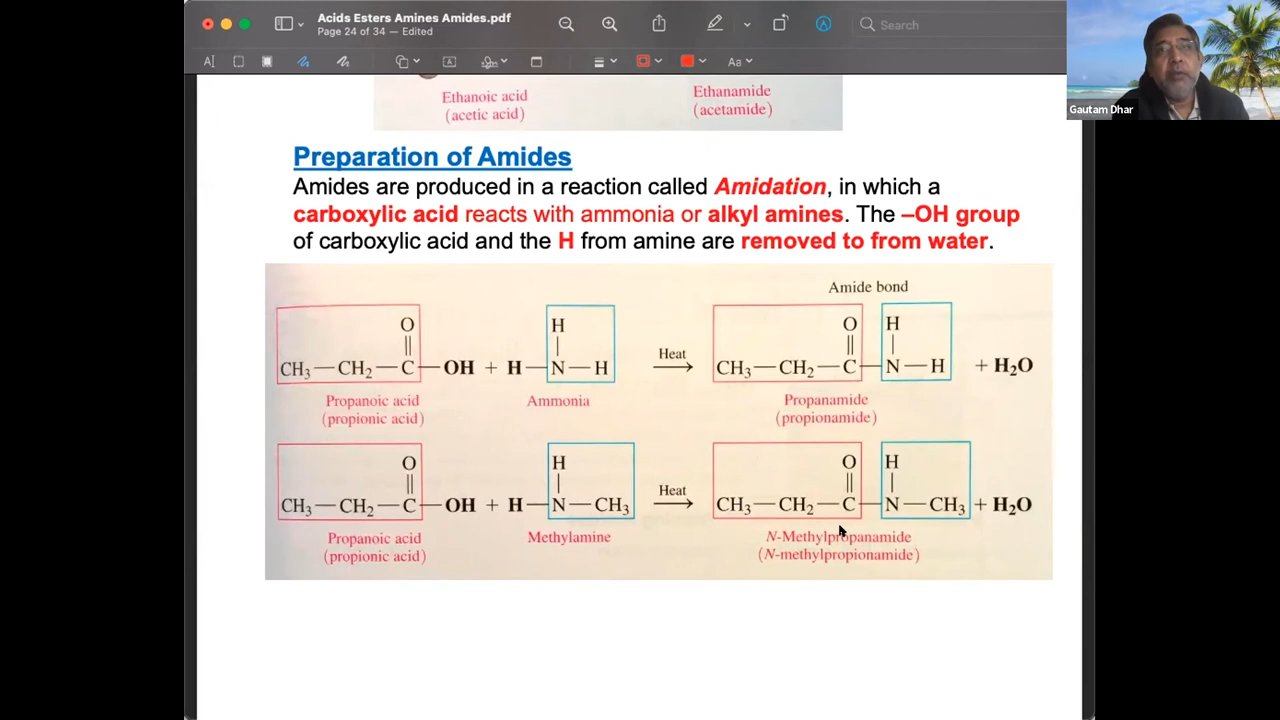 Acids Esters Amines Amides.pdf
Page 24 of 34 — Edited
Search
Aa
Gautam Dhar
Ethanoic acid
(acetic acid)
Ethanamide
(acetamide)
Preparation of Amides
Amides are produced in a reaction called Amidation, in which a
carboxylic acid reacts with ammonia or alkyl amines. The –OH group
of carboxylic acid and the H from amine are removed to from water.
Amide bond
O H O H
CH₃—CH₂—C—OH + H—N—H Heat → CH₃—CH₂—C—N—H + H₂O
Propanoic acid Ammonia Propanamide
(propionic acid) (propionamide)
O H O H
CH₃—CH₂—C—OH + H—N—CH₃ Heat → CH₃—CH₂—C—N—CH₃ + H₂O
Propanoic acid Methylamine N-Methylpropanamide
(propionic acid) (N-methylpropionamide)